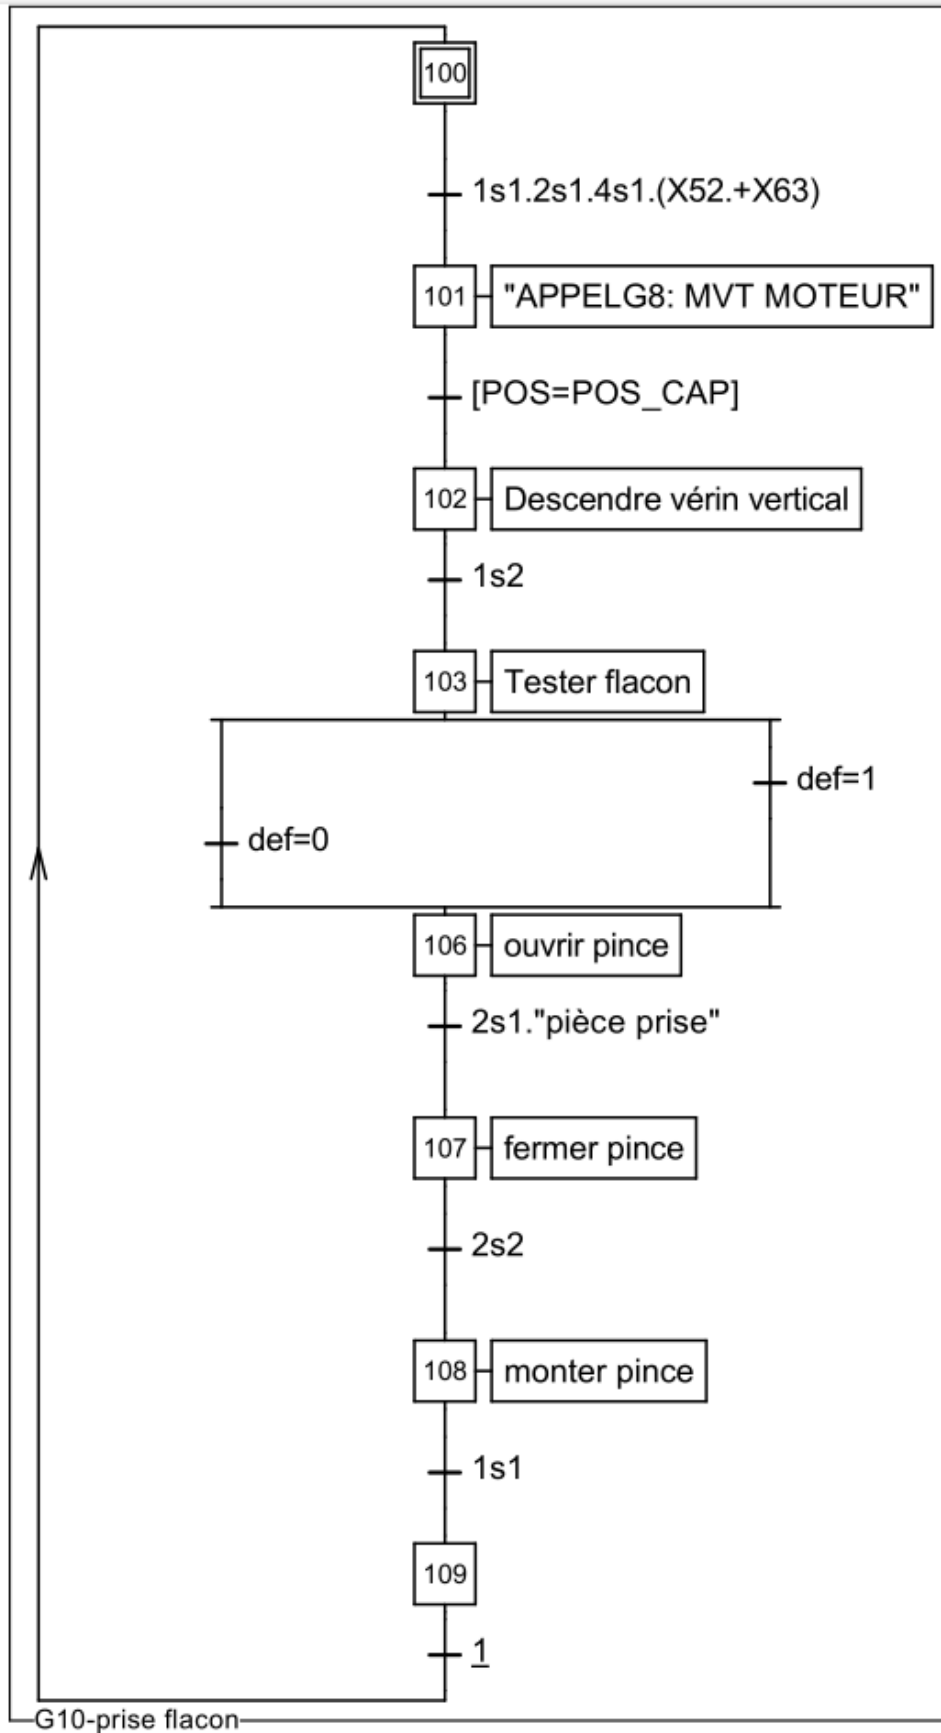 100
1s1.2s1.4s1.(X52.+X63)
101 "APPELG8: MVT MOTEUR"
[POS=POS_CAP]
102 Descendre vérin vertical
1s2
103 Tester flacon
def=1
def=0
106 ouvrir pince
2s1."pièce prise"
107 fermer pince
2s2
108 monter pince
1s1
109
1
G10-prise flacon